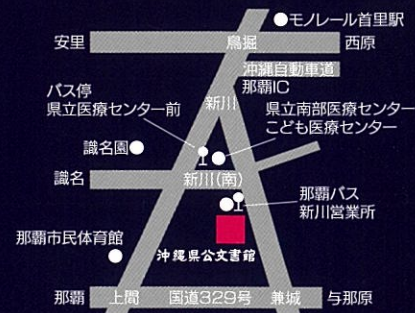 モノレール首里駅
安里
鳥堀
西原
沖縄自動車道
那覇IC
バス停
県立医療センター前
新川
県立南部医療センター
こども医療センター
識名園
識名
新川(南)
那覇バス
新川営業所
那覇市民体育館
沖縄県公文書館
那覇
上間
国道329号
兼城
与那原